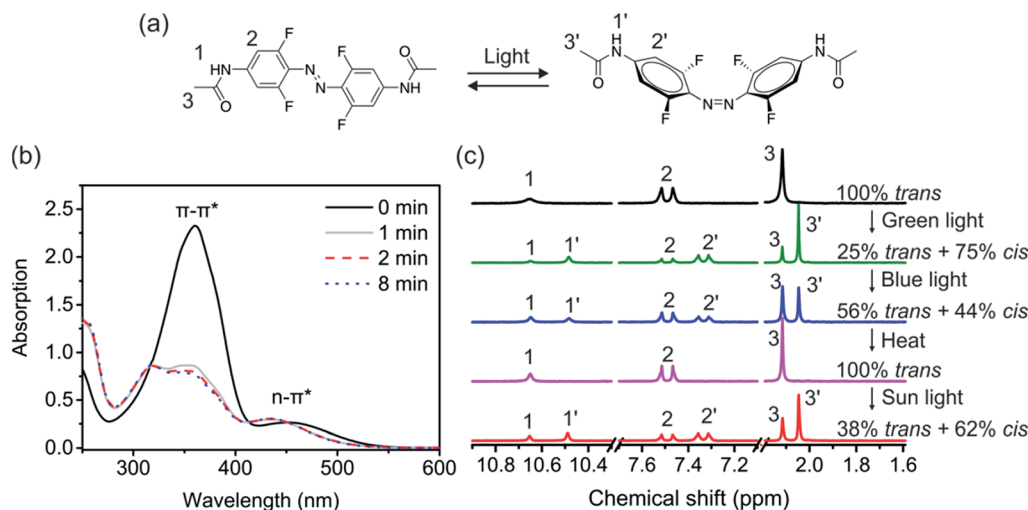 (a)
1
2
F
F
H
N
O
F
NH
3
F
N
N
F
F
NH
O
Light
1'
3'
2'
H
N
O
F
F
N=N
F
F
H
N
O
(b)
π-π*
n-π*
0 min
1 min
2 min
8 min
2.5
2.0
1.5
1.0
0.5
0.0
Absorption
300 400 500 600
Wavelength (nm)
(c)
1 2 3 100% trans
Green light
1 1' 2 2' 3 3' 25% trans + 75% cis
Blue light
1 1' 2 2' 3 3' 56% trans + 44% cis
Heat
1 2 3 100% trans
Sun light
1 1' 2 2' 3 3' 38% trans + 62% cis
10.8 10.6 10.4 7.6 7.4 7.2 2.0 1.8 1.6
Chemical shift (ppm)